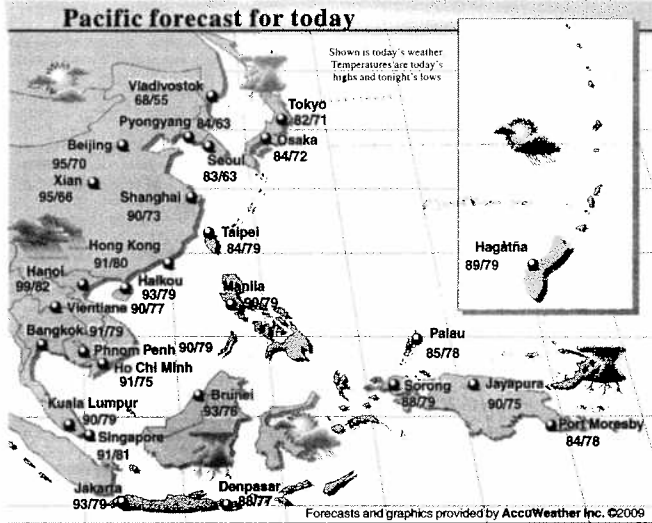 Pacific forecast for today
Shown is today's weather
Temperatures are today's
highs and tonight's lows
Vladivostok
68/55
Tokyo
82/71
Pyongyang 84/63
Osaka
84/72
Beijing
95/70
Seoul
83/63
Xian
95/66
Shanghai
90/73
Taipei
84/79
Hong Kong
91/80
Hagåtña
89/79
Hanoi
99/82
Haikou
93/79
Manila
90/79
Vientiane 90/77
Bangkok 91/79
Phnom Penh 90/79
Ho Chi Minh
91/75
Palau
85/78
Kuala Lumpur
90/79
Brunei
93/76
Sorong
88/79
Jayapura
90/75
Port Moresby
84/78
Singapore
91/81
Jakarta
93/79
Denpasar
88/77
Forecasts and graphics provided by AccuWeather Inc. ©2009